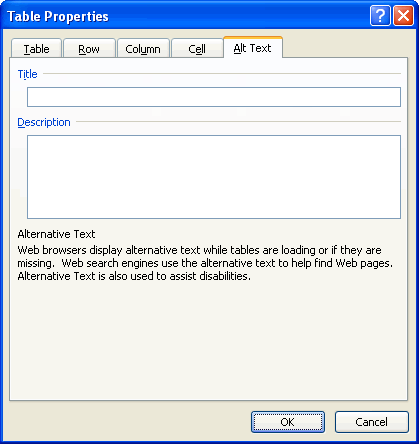 Table Properties
Table Row Column Cell Alt Text
Title
Description
Alternative Text
Web browsers display alternative text while tables are loading or if they are
missing. Web search engines use the alternative text to help find Web pages.
Alternative Text is also used to assist disabilities.
OK Cancel